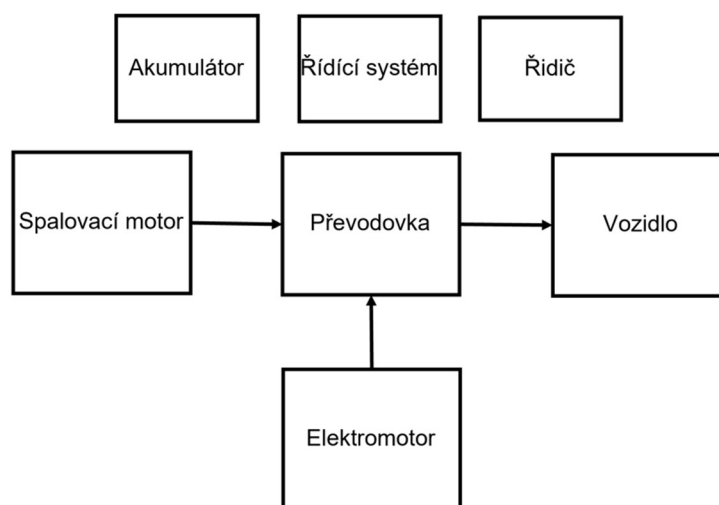 Akumulátor
Řídící systém
Řidič
Spalovací motor
Převodovka
Vozidlo
Elektromotor